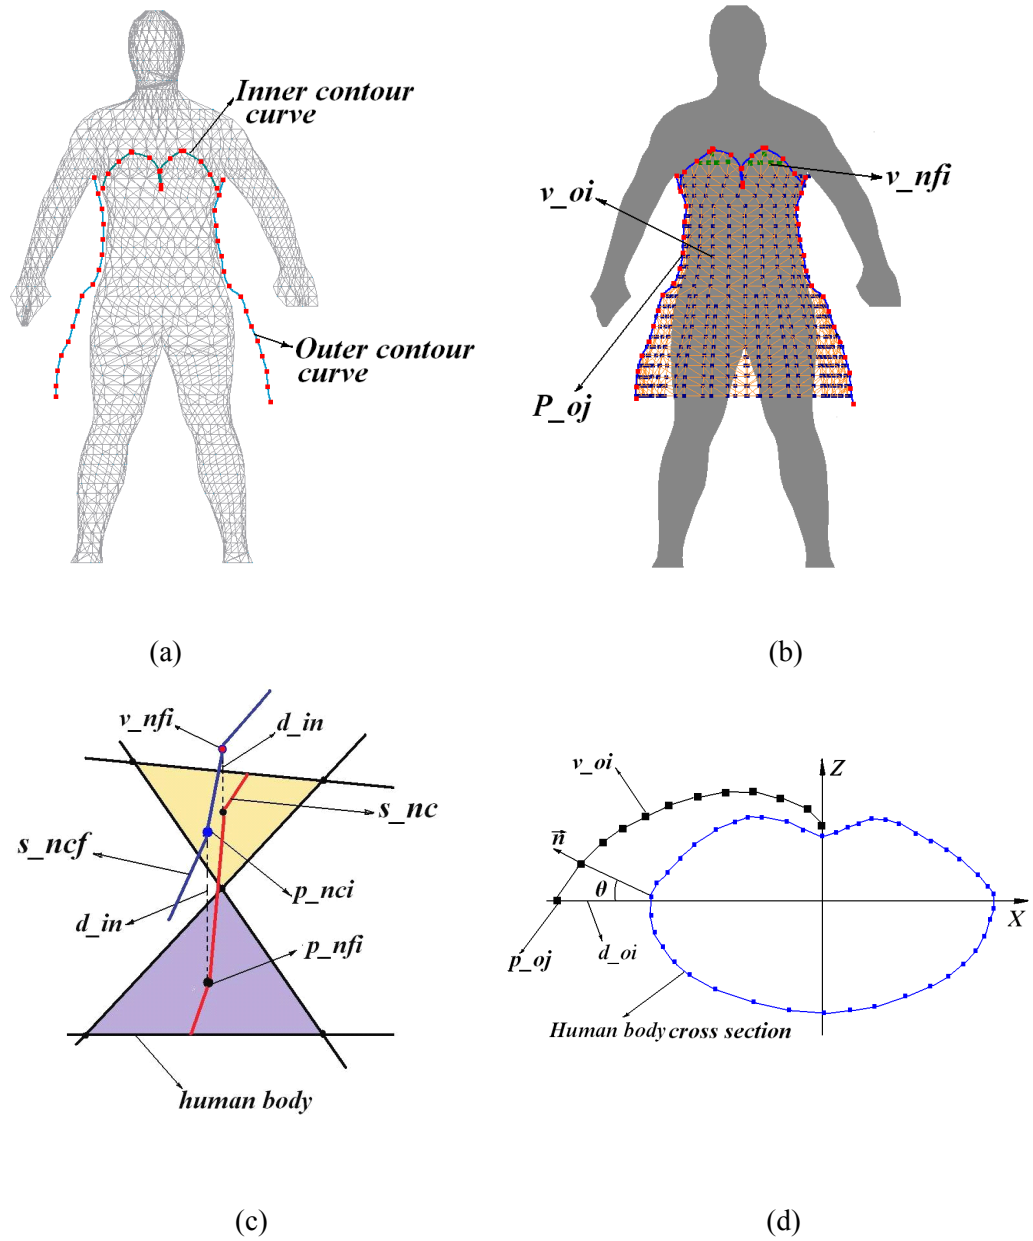 Inner contour
curve
Outer contour
curve
v_oi
v_nfi
P_oj
(a)
(b)
v_nfi
d_in
s_nc
s_ncf
p_nci
d_in
p_nfi
human body
Z
v_oi
n⃗
θ
X
p_oj
d_oi
Human body cross section
(c)
(d)